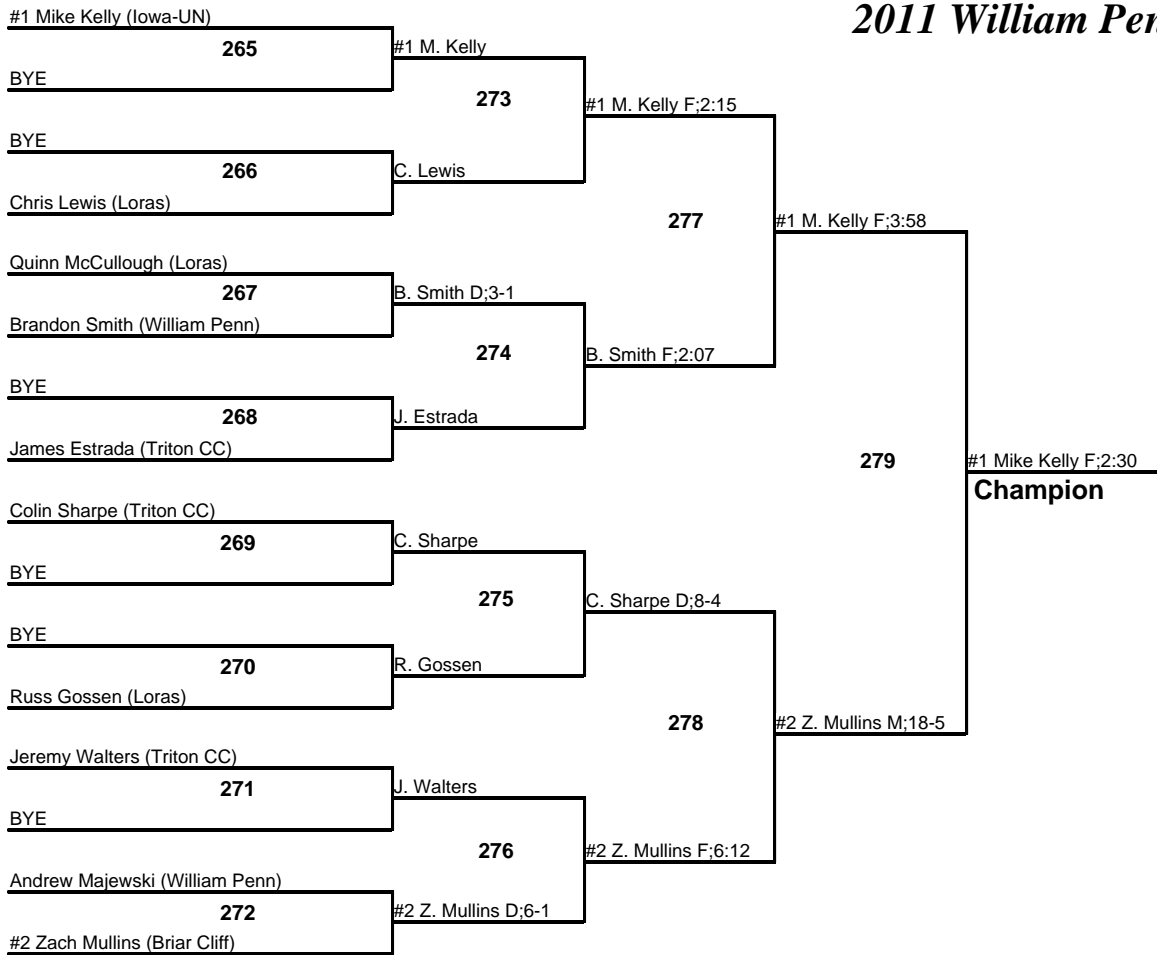 2011 William Pen
#1 Mike Kelly (Iowa-UN)
265
BYE
BYE
266
Chris Lewis (Loras)
Quinn McCullough (Loras)
267
Brandon Smith (William Penn)
BYE
268
James Estrada (Triton CC)
Colin Sharpe (Triton CC)
269
BYE
BYE
270
Russ Gossen (Loras)
Jeremy Walters (Triton CC)
271
BYE
Andrew Majewski (William Penn)
272
#2 Zach Mullins (Briar Cliff)
#1 M. Kelly
273
C. Lewis
B. Smith D;3-1
274
J. Estrada
C. Sharpe
275
R. Gossen
J. Walters
276
#2 Z. Mullins D;6-1
#1 M. Kelly F;2:15
277
B. Smith F;2:07
C. Sharpe D;8-4
278
#2 Z. Mullins F;6:12
#1 M. Kelly F;3:58
279
#2 Z. Mullins M;18-5
#1 Mike Kelly F;2:30
Champion